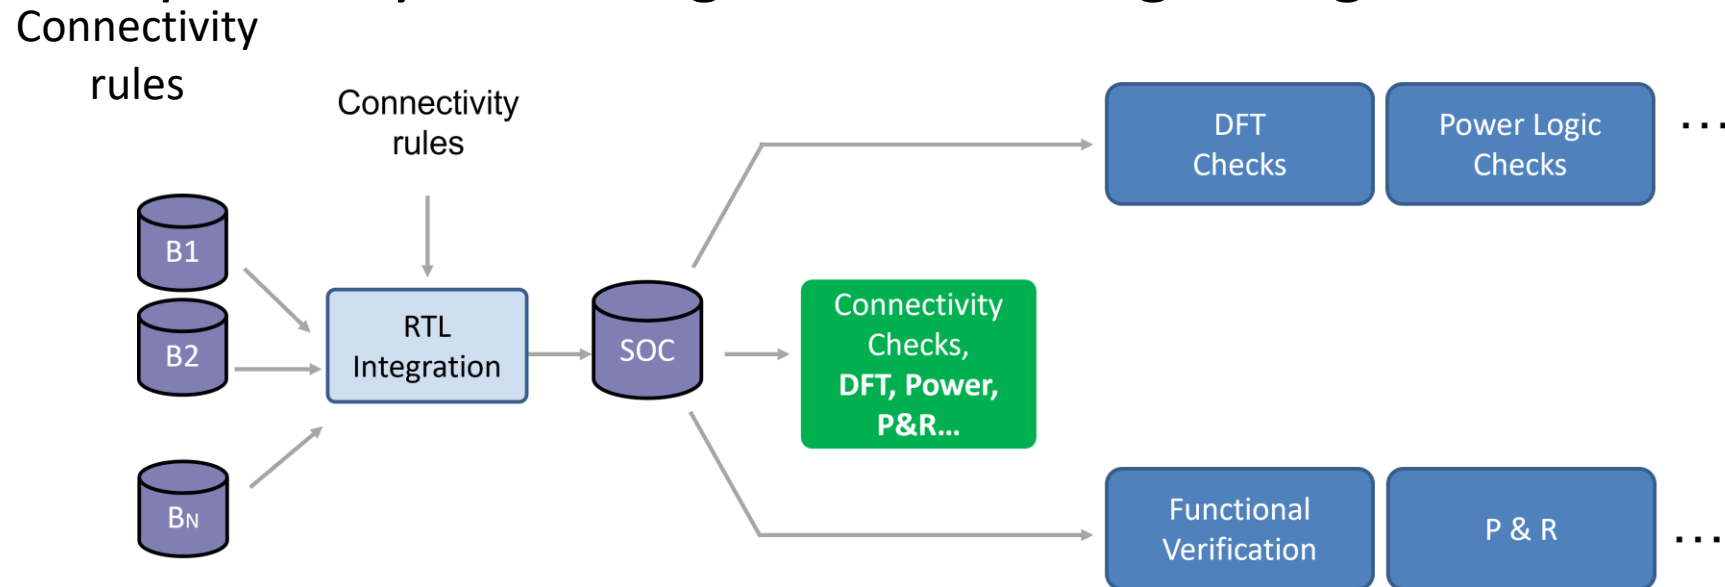 Connectivity
rules
Connectivity
rules
B1
B2
BN
RTL
Integration
SOC
Connectivity
Checks,
DFT, Power,
P&R...
DFT
Checks
Power Logic
Checks
...
Functional
Verification
P & R
...